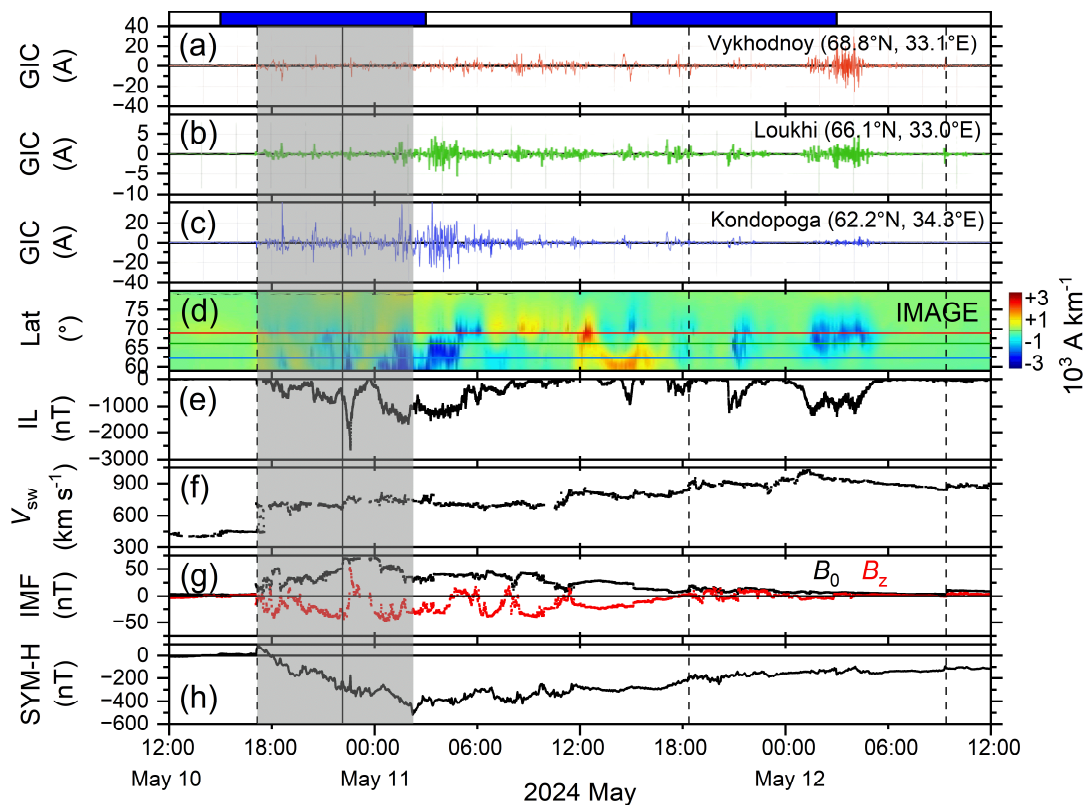 40
20
0
−20
−40
GIC
(A)
(a)
Vykhodnoy (68.8°N, 33.1°E)
5
0
−5
−10
GIC
(A)
(b)
Loukhi (66.1°N, 33.0°E)
20
0
−20
−40
GIC
(A)
(c)
Kondopoga (62.2°N, 34.3°E)
75
70
65
60
Lat
(°)
(d)
IMAGE
+3
+1
-1
-3
10³ A km⁻¹
0
−1000
−2000
−3000
IL
(nT)
(e)
900
600
300
Vsw
(km s⁻¹)
(f)
50
0
−50
IMF
(nT)
(g)
B₀ Bz
0
−200
−400
−600
SYM-H
(nT)
(h)
12:00 18:00 00:00 06:00 12:00 18:00 00:00 06:00 12:00
May 10 May 11 May 12
2024 May